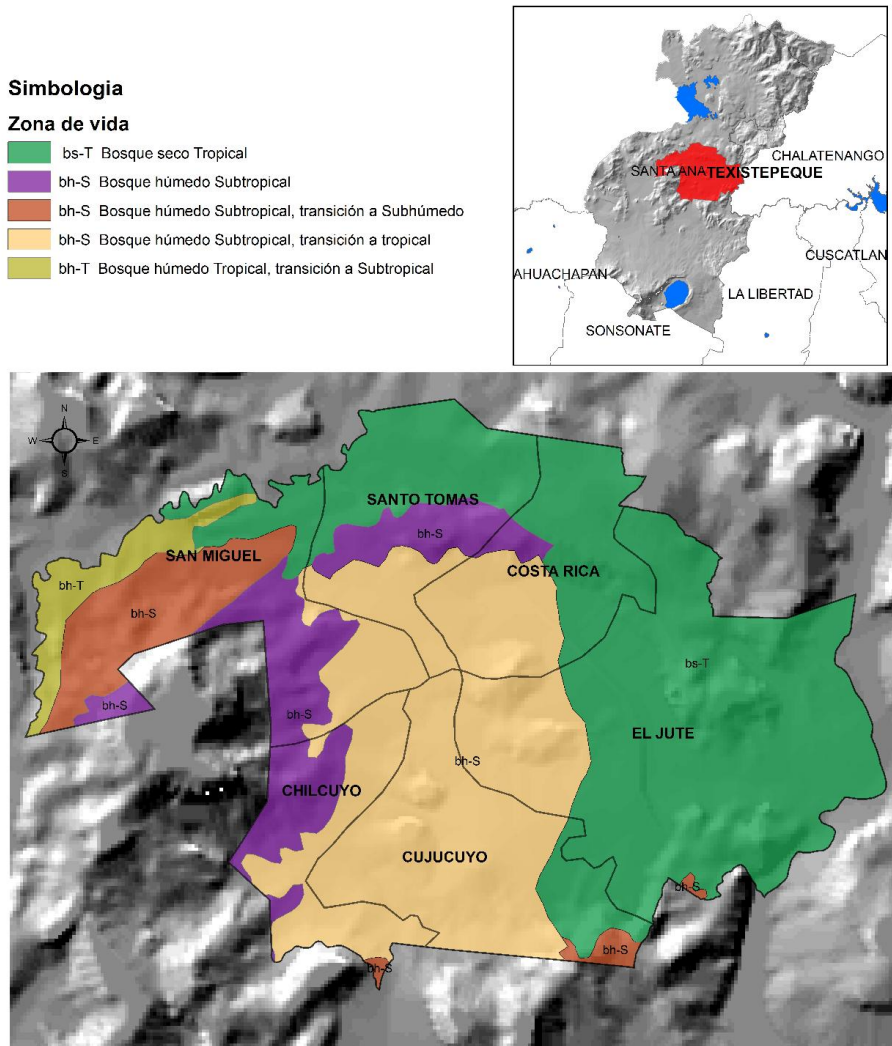 Simbologia
Zona de vida
bs-T Bosque seco Tropical
bh-S Bosque húmedo Subtropical
bh-S Bosque húmedo Subtropical, transición a Subhúmedo
bh-S Bosque húmedo Subtropical, transición a tropical
bh-T Bosque húmedo Tropical, transición a Subtropical
CHALATENANGO
SANTA ANA
TEXISTEPEQUE
CUSCATLAN
AHUACHAPAN
LA LIBERTAD
SONSONATE
N
W
E
S
SANTO TOMAS
bh-S
SAN MIGUEL
COSTA RICA
bh-T
bh-S
bs-T
bh-S
bh-S
EL JUTE
bh-S
CHILCUYO
CUJUCUYO
bh-S
bh-S
bh-S